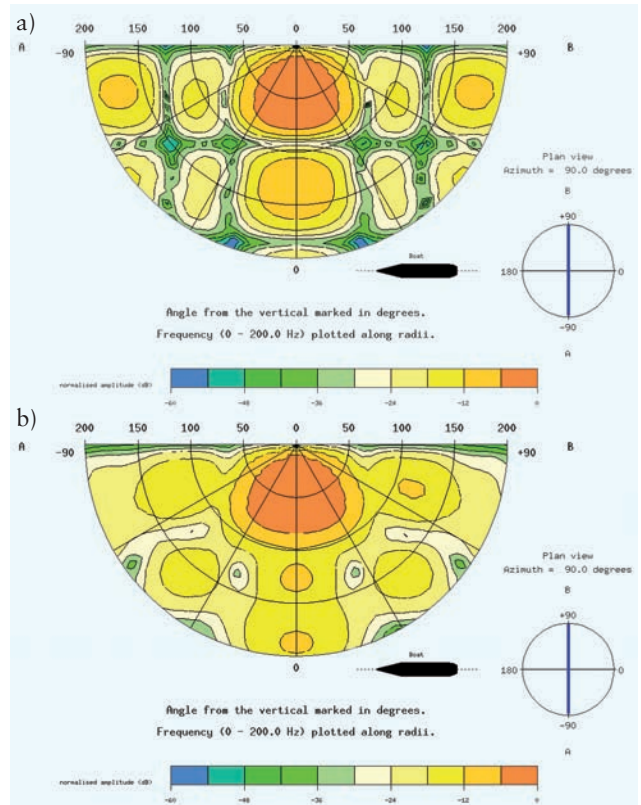 a)
A 200 150 100 50 0 50 100 150 200 B
-90 +90
Plan view
Azimuth = 90.0 degrees
B
+90
180 0
-90
A
0
Boat
Angle from the vertical marked in degrees.
Frequency (0 - 200.0 Hz) plotted along radii.
normalised amplitude (dB)
-60 -48 -36 -24 -12 0
b)
A 200 150 100 50 0 50 100 150 200 B
-90 +90
Plan view
Azimuth = 90.0 degrees
B
+90
180 0
-90
A
0
Boat
Angle from the vertical marked in degrees.
Frequency (0 - 200.0 Hz) plotted along radii.
normalised amplitude (dB)
-60 -48 -36 -24 -12 0